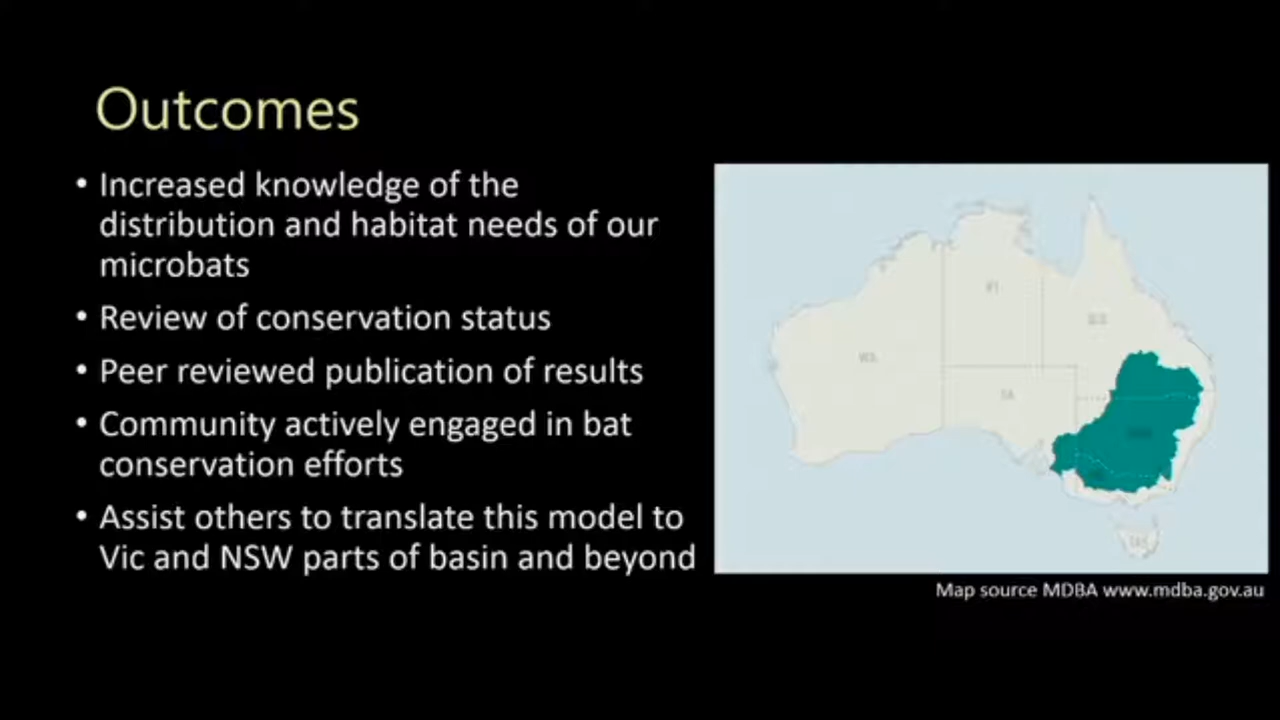 Outcomes
• Increased knowledge of the
distribution and habitat needs of our
microbats
• Review of conservation status
• Peer reviewed publication of results
• Community actively engaged in bat
conservation efforts
• Assist others to translate this model to
Vic and NSW parts of basin and beyond
Map source MDBA www.mdba.gov.au